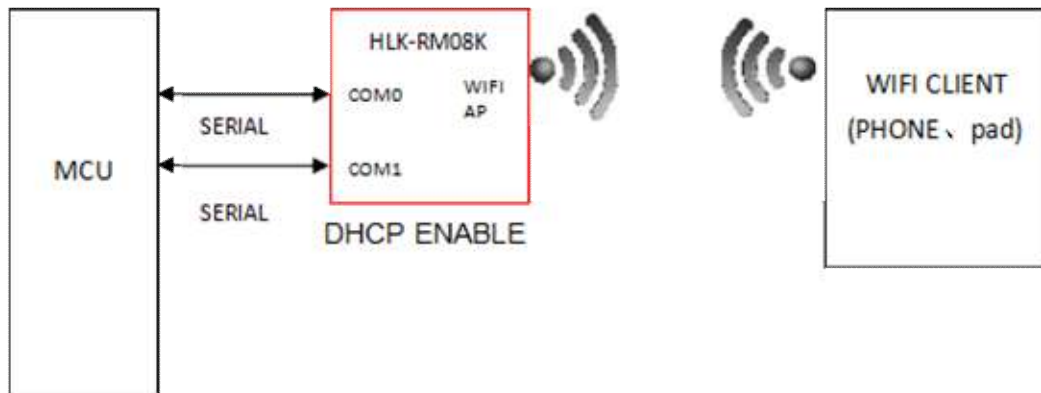 MCU
SERIAL
SERIAL
HLK-RM08K
COM0
WIFI
AP
COM1
DHCP ENABLE
WIFI CLIENT
(PHONE、pad)